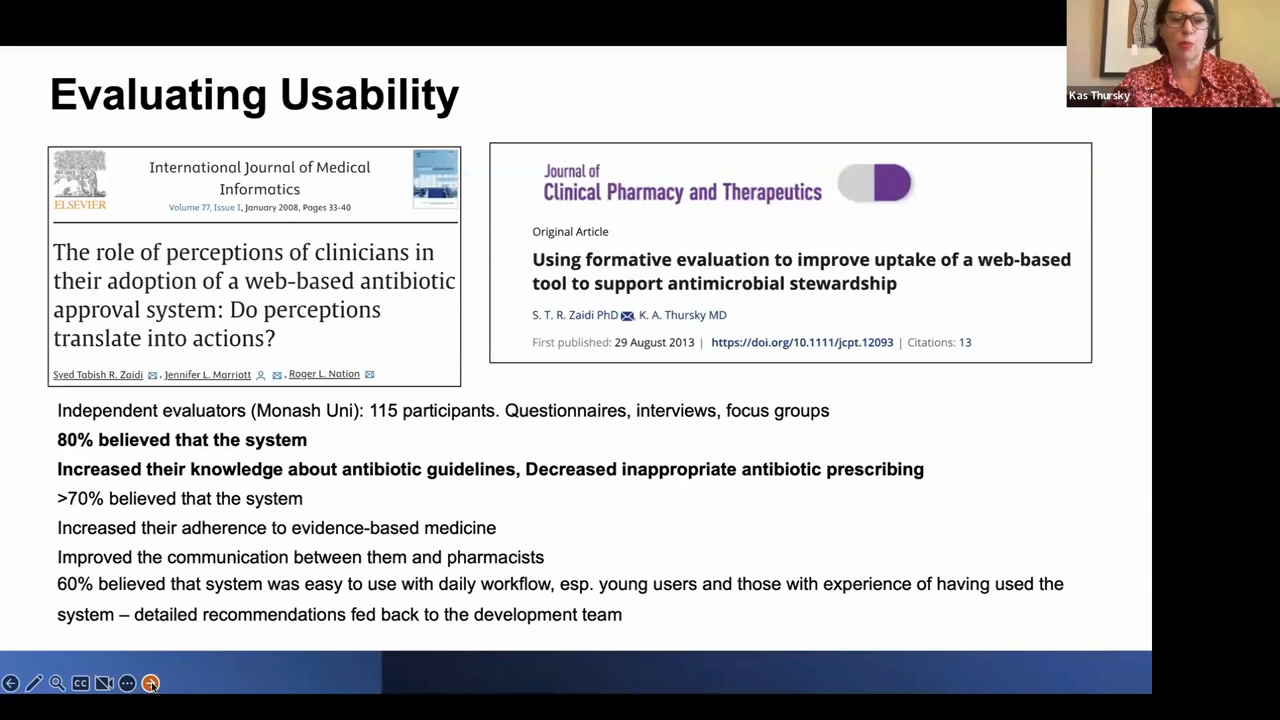 Evaluating Usability
Kas Thursky
ELSEVIER
International Journal of Medical
Informatics
Volume 77, Issue 1, January 2008, Pages 33-40
The role of perceptions of clinicians in
their adoption of a web-based antibiotic
approval system: Do perceptions
translate into actions?
Syed Tabish R. Zaidi , Jennifer L. Marriott , Roger L. Nation
Journal of
Clinical Pharmacy and Therapeutics
Original Article
Using formative evaluation to improve uptake of a web-based
tool to support antimicrobial stewardship
S. T. R. Zaidi PhD , K. A. Thursky MD
First published: 29 August 2013 | https://doi.org/10.1111/jcpt.12093 | Citations: 13
Independent evaluators (Monash Uni): 115 participants. Questionnaires, interviews, focus groups
80% believed that the system
Increased their knowledge about antibiotic guidelines, Decreased inappropriate antibiotic prescribing
>70% believed that the system
Increased their adherence to evidence-based medicine
Improved the communication between them and pharmacists
60% believed that system was easy to use with daily workflow, esp. young users and those with experience of having used the
system – detailed recommendations fed back to the development team
CC